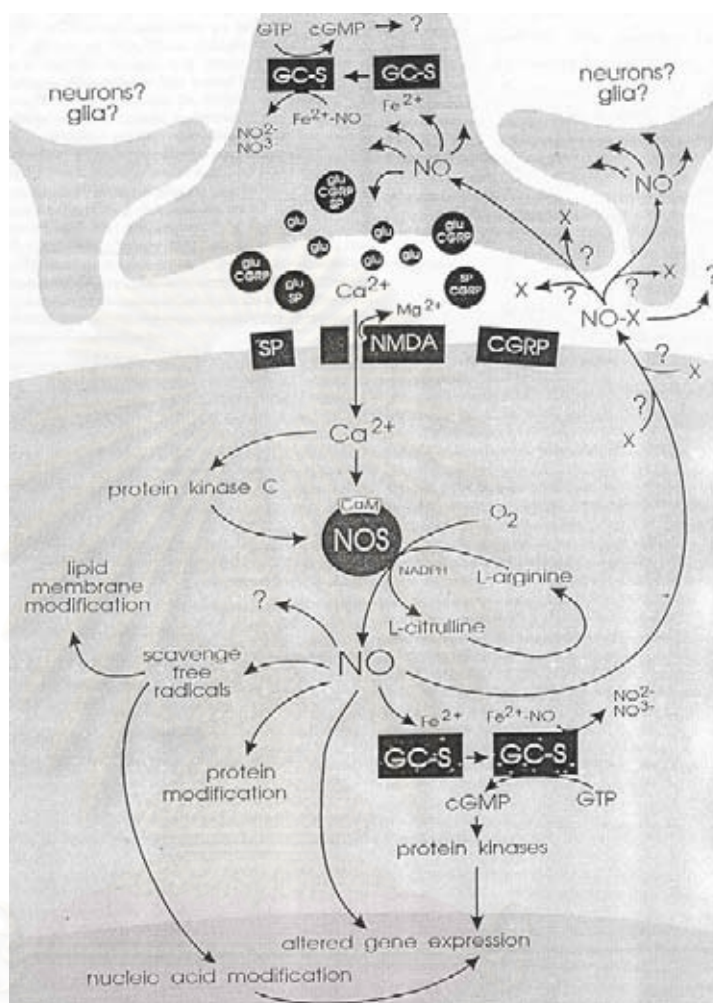 GTP cGMP ?
GC-S GC-S
neurons?
glia?
neurons?
glia?
NO2-
NO3-
Fe2+-NO
Fe2+
NO
NO
glu
CGRP
SP
glu
glu
glu
glu
glu
glu
CGRP
glu
CGRP
glu
SP
SP
CGRP
Ca2+
Mg2+
X
?
?
X
?
?
X
NO-X
?
SP
NMDA
CGRP
?
X
?
X
Ca2+
protein kinase C
CaM
NOS
O2
NADPH
L-arginine
L-citrulline
lipid
membrane
modification
?
scavenge
free
radicals
NO
Fe2+
Fe2+-NO
NO2-
NO3-
GC-S GC-S
protein
modification
cGMP
GTP
protein kinases
altered gene expression
nucleic acid modification